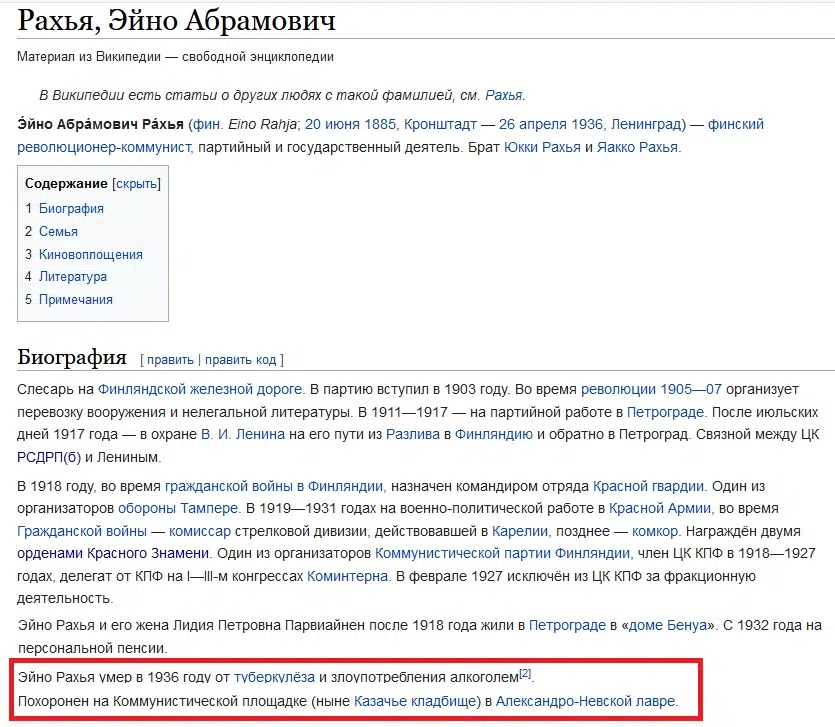 Рахья, Эйно Абрамович
Материал из Википедии — свободной энциклопедии
В Википедии есть статьи о других людях с такой фамилией, см. Рахья.
Э́йно Абра́мович Ра́хья (фин. Eino Rahja; 20 июня 1885, Кронштадт — 26 апреля 1936, Ленинград) — финский
революционер-коммунист, партийный и государственный деятель. Брат Юкки Рахья и Яакко Рахья.
Содержание [скрыть]
1 Биография
2 Семья
3 Киновоплощения
4 Литература
5 Примечания
Биография [ править | править код ]
Слесарь на Финляндской железной дороге. В партию вступил в 1903 году. Во время революции 1905—07 организует
перевозку вооружения и нелегальной литературы. В 1911—1917 — на партийной работе в Петрограде. После июльских
дней 1917 года — в охране В. И. Ленина на его пути из Разлива в Финляндию и обратно в Петроград. Связной между ЦК
РСДРП(б) и Лениным.
В 1918 году, во время гражданской войны в Финляндии, назначен командиром отряда Красной гвардии. Один из
организаторов обороны Тампере. В 1919—1931 годах на военно-политической работе в Красной Армии, во время
Гражданской войны — комиссар стрелковой дивизии, действовавшей в Карелии, позднее — комкор. Награждён двумя
орденами Красного Знамени. Один из организаторов Коммунистической партии Финляндии, член ЦК КПФ в 1918—1927
годах, делегат от КПФ на I—III-м конгрессах Коминтерна. В феврале 1927 исключён из ЦК КПФ за фракционную
деятельность.
Эйно Рахья и его жена Лидия Петровна Парвиайнен после 1918 года жили в Петрограде в «доме Бенуа». С 1932 года на
персональной пенсии.
Эйно Рахья умер в 1936 году от туберкулёза и злоупотребления алкоголем[2].
Похоронен на Коммунистической площадке (ныне Казачье кладбище) в Александро-Невской лавре.